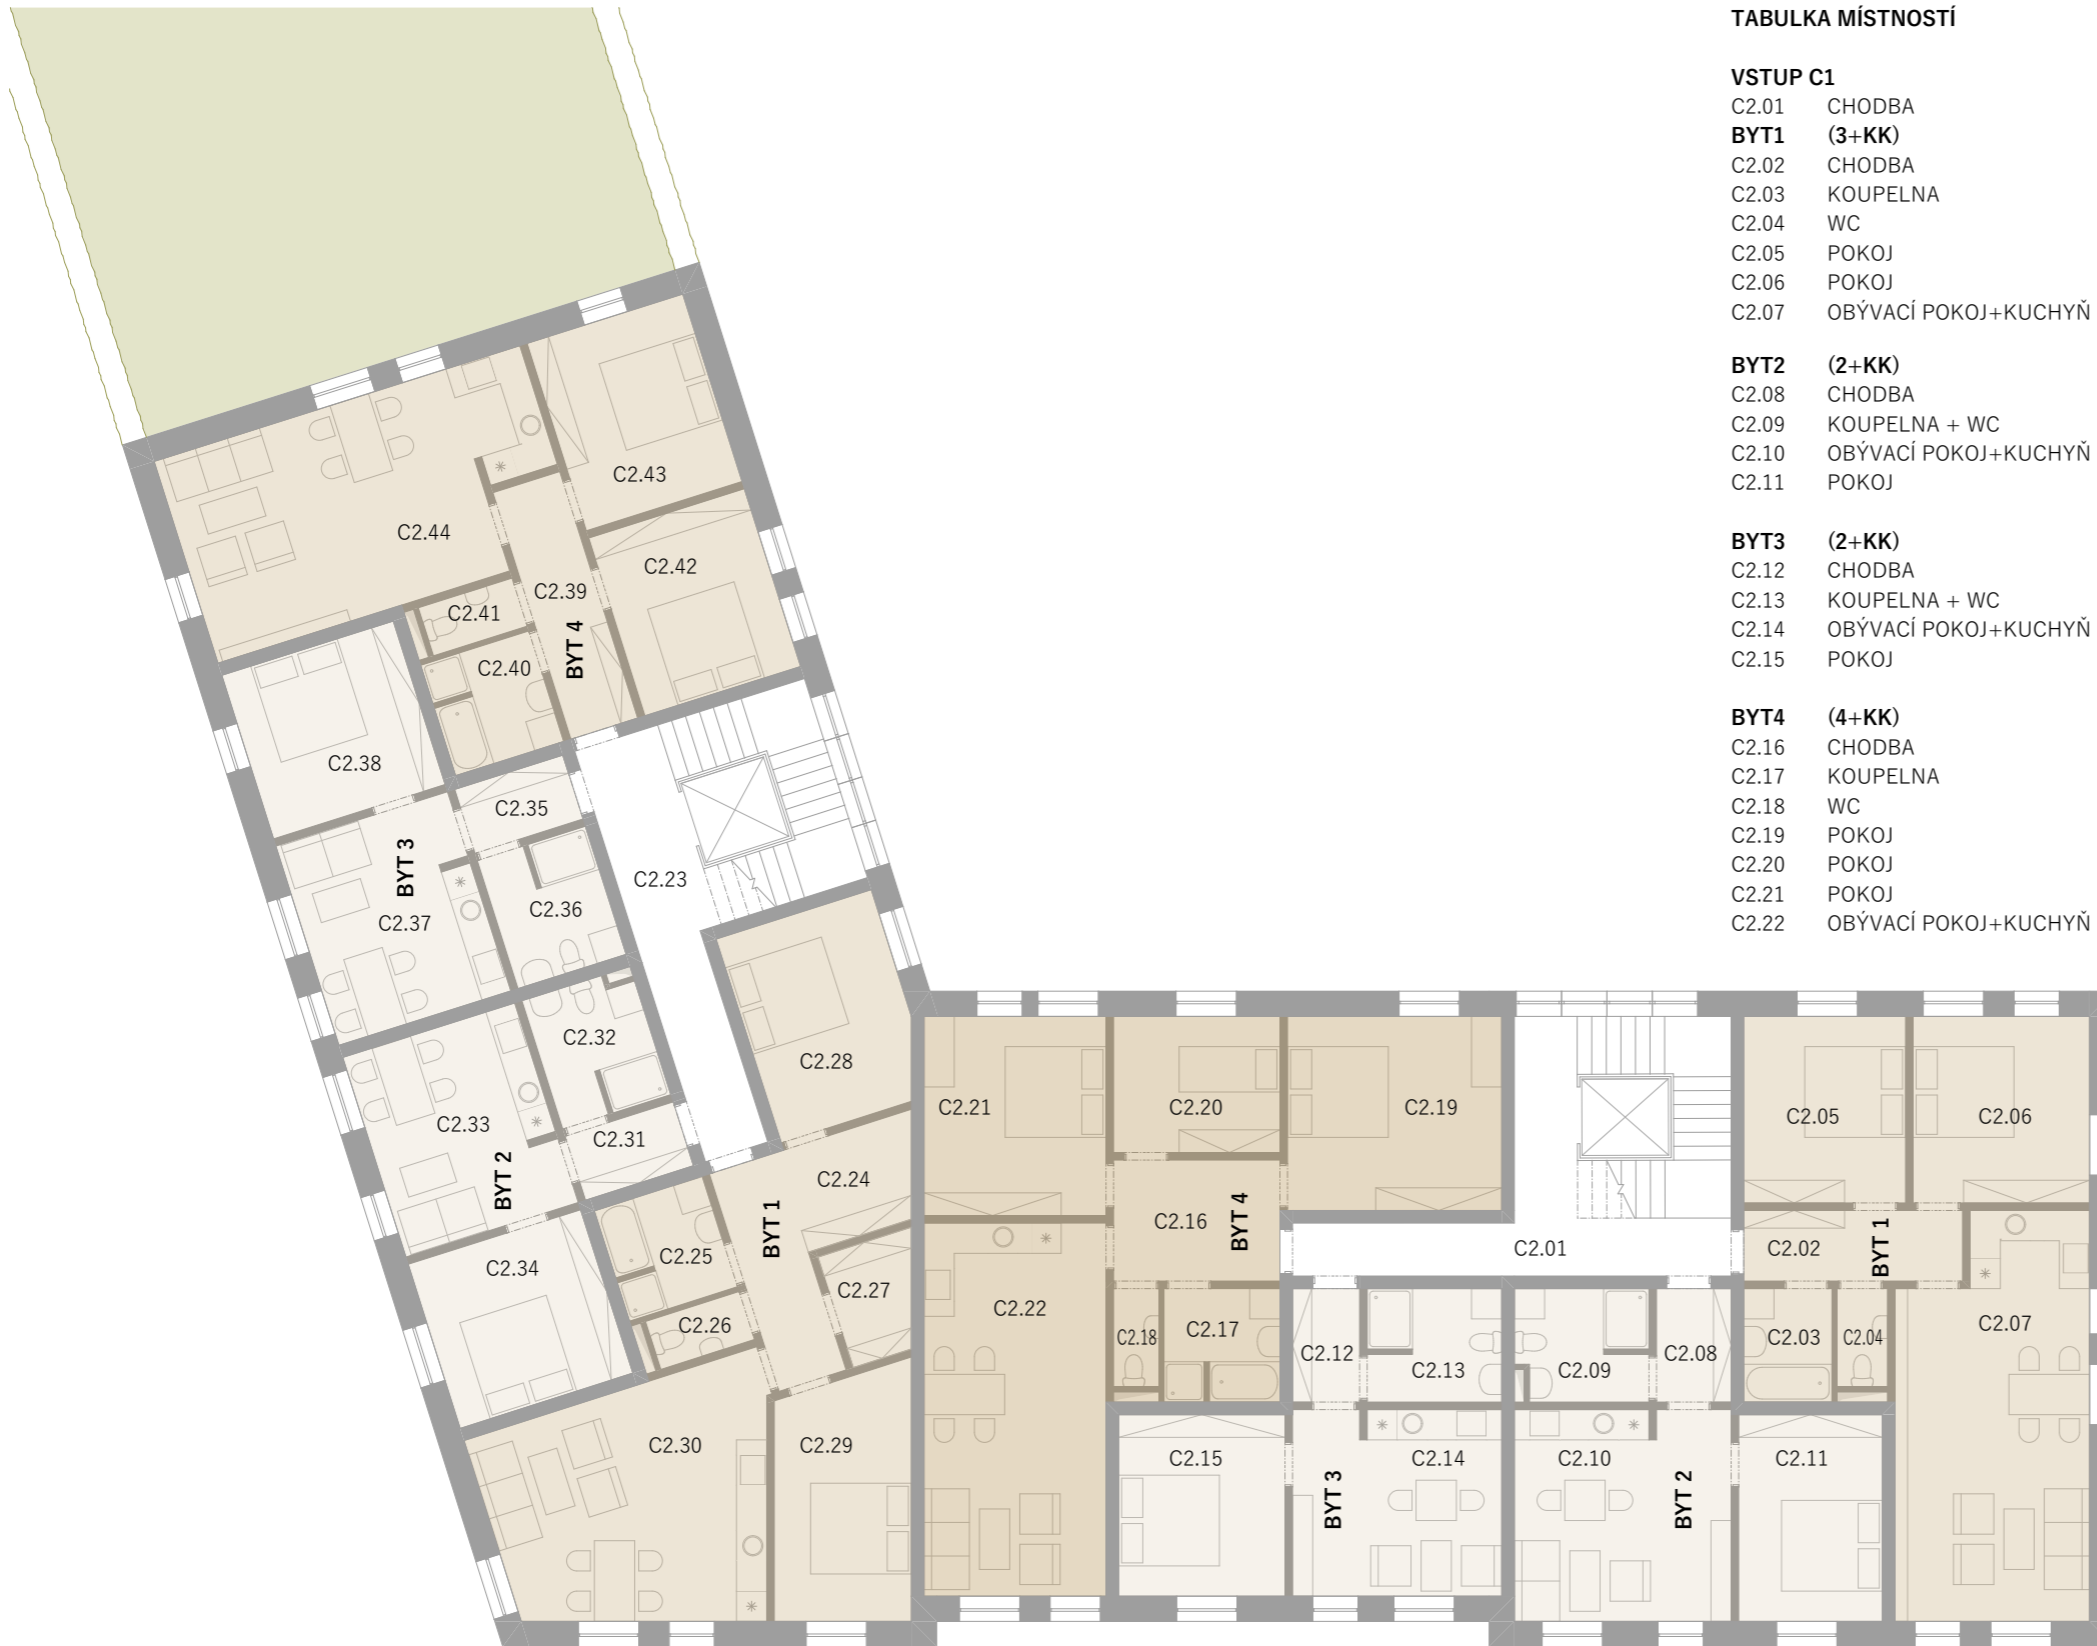 TABULKA MÍSTNOSTÍ
VSTUP C1
C2.01 CHODBA
BYT1 (3+KK)
C2.02 CHODBA
C2.03 KOUPELNA
C2.04 WC
C2.05 POKOJ
C2.06 POKOJ
C2.07 OBÝVACÍ POKOJ+KUCHYŇ
BYT2 (2+KK)
C2.08 CHODBA
C2.09 KOUPELNA + WC
C2.10 OBÝVACÍ POKOJ+KUCHYŇ
C2.11 POKOJ
BYT3 (2+KK)
C2.12 CHODBA
C2.13 KOUPELNA + WC
C2.14 OBÝVACÍ POKOJ+KUCHYŇ
C2.15 POKOJ
BYT4 (4+KK)
C2.16 CHODBA
C2.17 KOUPELNA
C2.18 WC
C2.19 POKOJ
C2.20 POKOJ
C2.21 POKOJ
C2.22 OBÝVACÍ POKOJ+KUCHYŇ
C2.43
C2.44
C2.42
C2.39
C2.41
BYT 4
C2.40
C2.38
C2.35
BYT 3
C2.23
C2.36
C2.37
C2.32
C2.28
C2.33
C2.31
BYT 2
C2.24
BYT 1
C2.25
C2.34
C2.27
C2.26
C2.30
C2.29
C2.21
C2.20
C2.19
C2.05
C2.06
C2.16
BYT 4
C2.01
C2.02
BYT 1
C2.22
C2.18
C2.17
C2.12
C2.13
C2.09
C2.08
C2.03
C2.04
C2.07
C2.15
BYT 3
C2.14
C2.10
BYT 2
C2.11